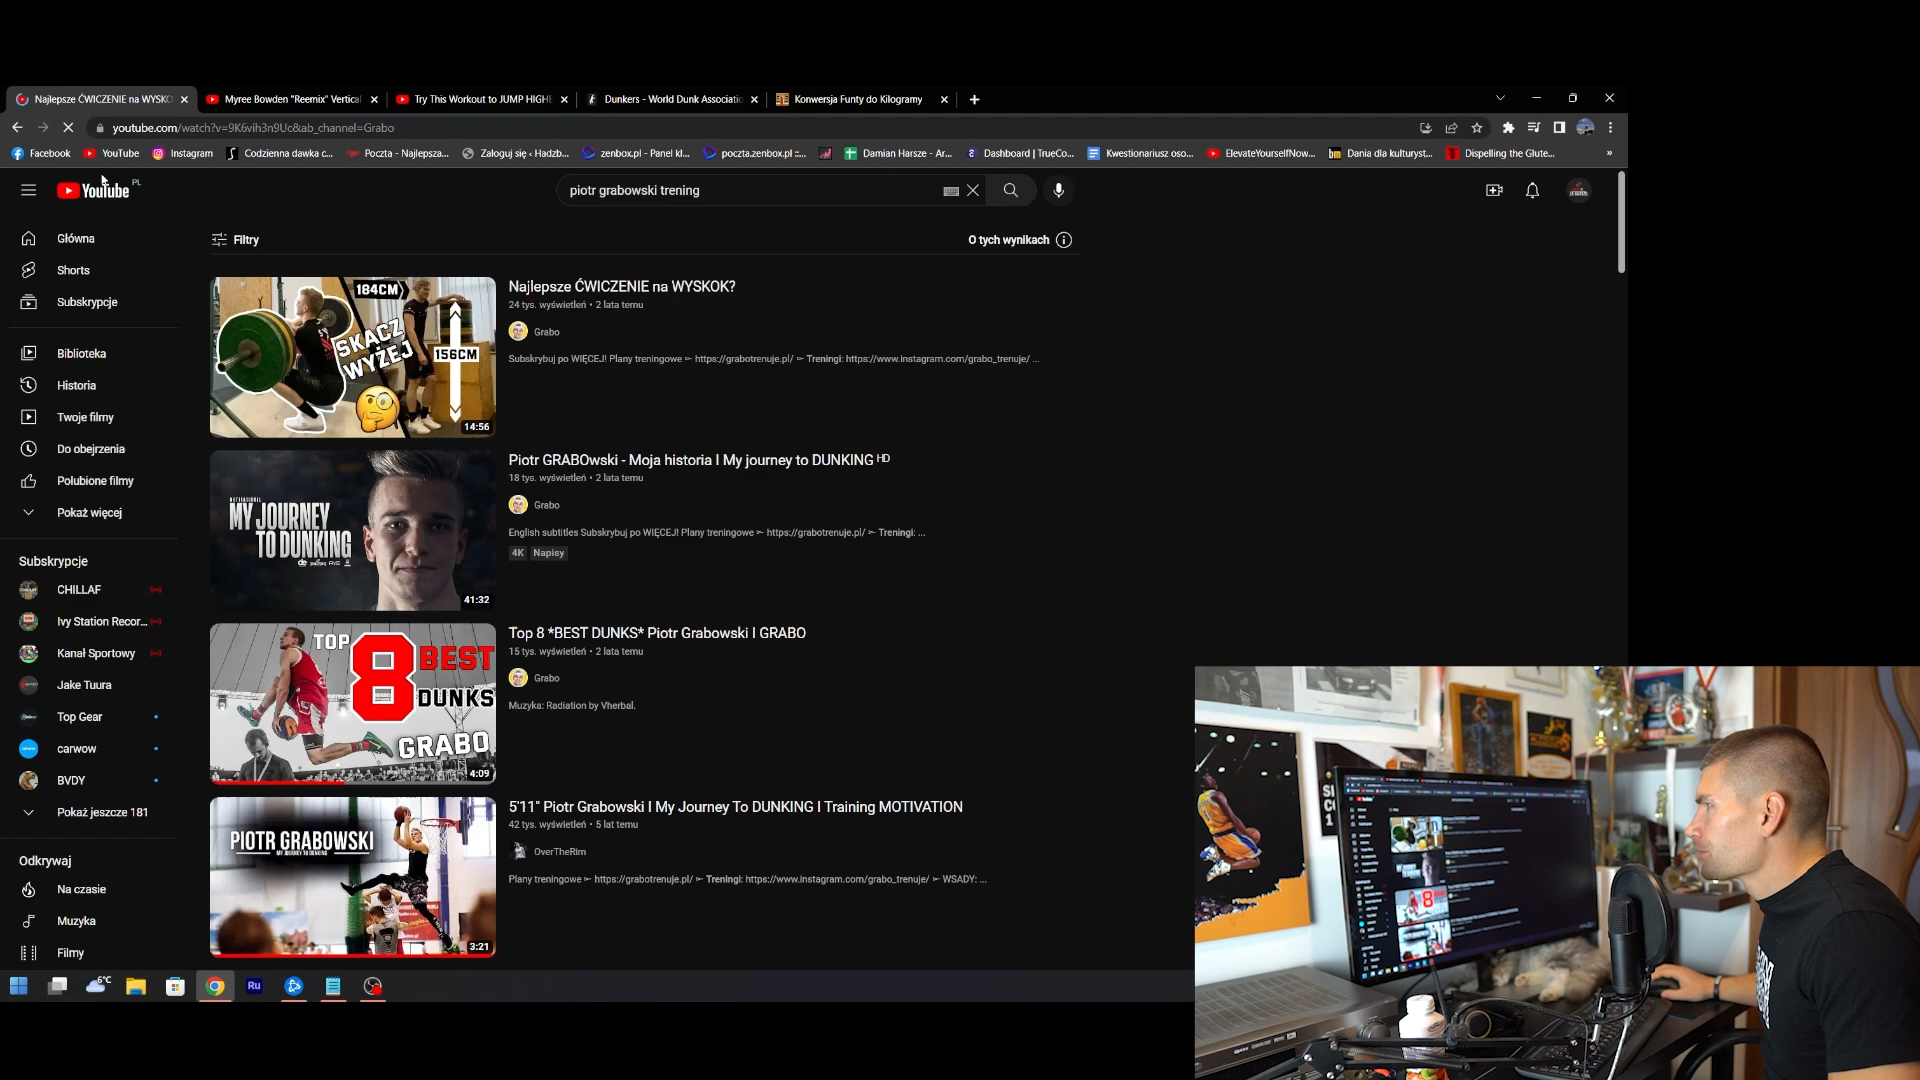 Najlepsze ĆWICZENIE na WYSKO
Myree Bowden "Reemix" Vertical
Try This Workout to JUMP HIGHE
Dunkers - World Dunk Associatio
Konwersja Funty do Kilogramy
youtube.com/watch?v=9K6vih3n9Uc&ab_channel=Grabo
Facebook
YouTube
Instagram
Codzienna dawka c...
Poczta - Najlepsza...
Zaloguj się ‹ Hadzb...
zenbox.pl - Panel kl...
poczta.zenbox.pl ::...
Damian Harsze - Ar...
Dashboard | TrueCo...
Kwestionariusz oso...
ElevateYourselfNow...
Dania dla kulturyst...
Dispelling the Glute...
»
YouTube PL
piotr grabowski trening
Główna
Shorts
Subskrypcje
Biblioteka
Historia
Twoje filmy
Do obejrzenia
Polubione filmy
Pokaż więcej
Subskrypcje
CHILLAF
Ivy Station Recor...
Kanał Sportowy
Jake Tuura
Top Gear
carwow
BVDY
Pokaż jeszcze 181
Odkrywaj
Na czasie
Muzyka
Filmy
Filtry
O tych wynikach
184CM
SKACZ
WYŻEJ
156CM
14:56
Najlepsze ĆWICZENIE na WYSKOK?
24 tys. wyświetleń • 2 lata temu
Grabo
Subskrybuj po WIĘCEJ! Plany treningowe ➳ https://grabotrenuje.pl/ ➳ Treningi: https://www.instagram.com/grabo_trenuje/ ...
MY JOURNEY
TO DUNKING
41:32
Piotr GRABOwski - Moja historia I My journey to DUNKING ᴴᴰ
18 tys. wyświetleń • 2 lata temu
Grabo
English subtitles Subskrybuj po WIĘCEJ! Plany treningowe ➳ https://grabotrenuje.pl/ ➳ Treningi: ...
4K Napisy
TOP
8
BEST
DUNKS
GRABO
4:09
Top 8 *BEST DUNKS* Piotr Grabowski I GRABO
15 tys. wyświetleń • 2 lata temu
Grabo
Muzyka: Radiation by Vherbal.
PIOTR GRABOWSKI
MY JOURNEY TO DUNKING
3:21
5'11" Piotr Grabowski I My Journey To DUNKING I Training MOTIVATION
42 tys. wyświetleń • 5 lat temu
OverTheRim
Plany treningowe ➳ https://grabotrenuje.pl/ ➳ Treningi: https://www.instagram.com/grabo_trenuje/ ➳ WSADY: ...
6°C
Ru